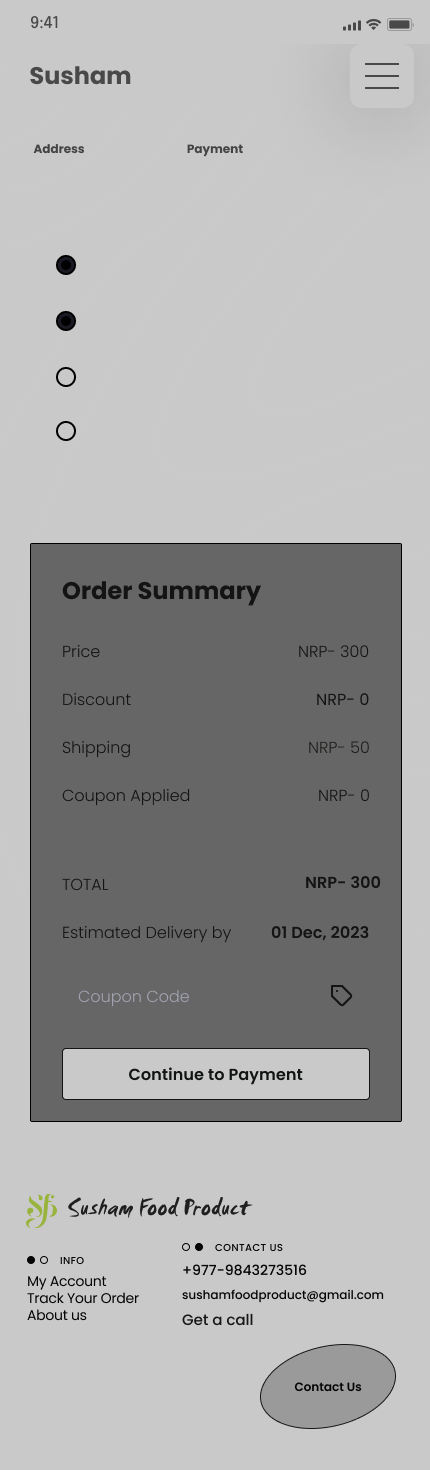 9:41
Susham
Address Payment
Order Summary
Price NRP- 300
Discount NRP- 0
Shipping NRP- 50
Coupon Applied NRP- 0
TOTAL NRP- 300
Estimated Delivery by 01 Dec, 2023
Coupon Code
Continue to Payment
Susham Food Product
INFO
My Account
Track Your Order
About us
CONTACT US
+977-9843273516
sushamfoodproduct@gmail.com
Get a call
Contact Us